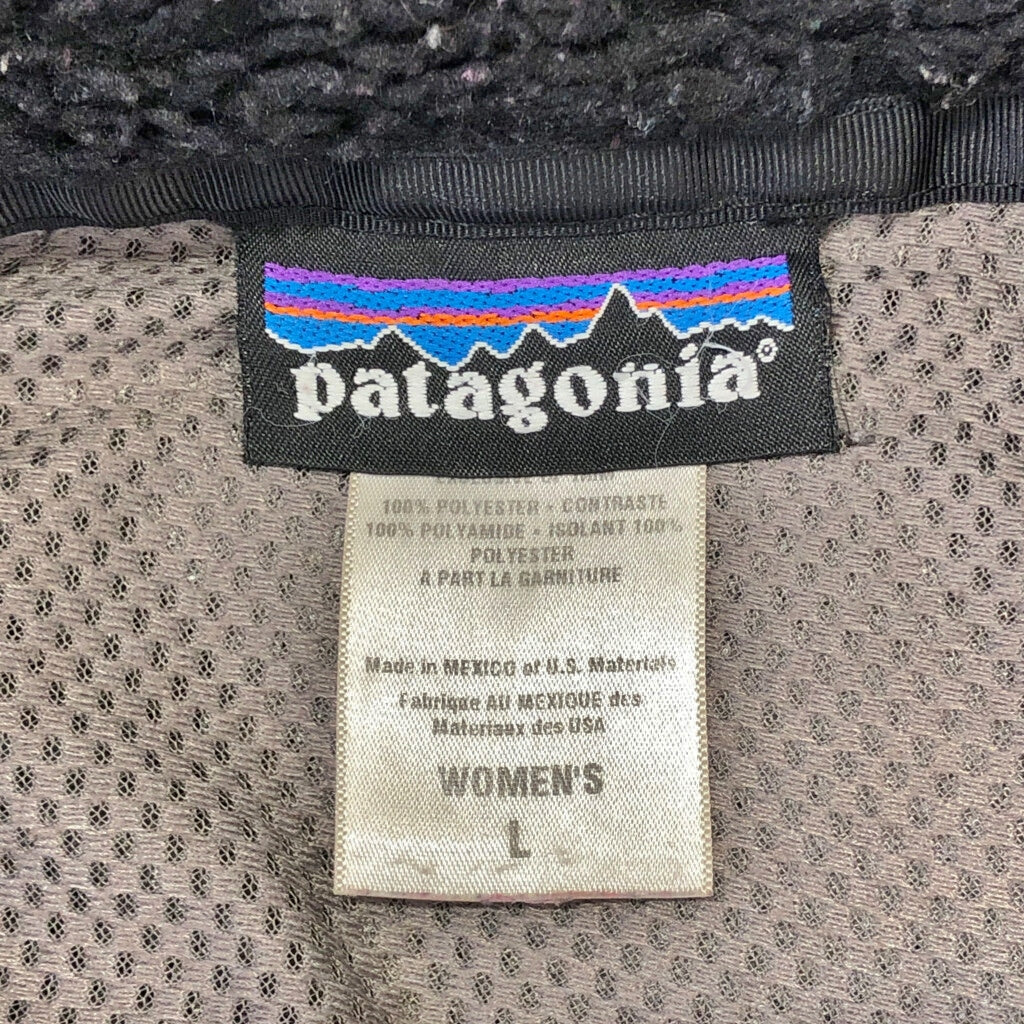 patagonia®
100% POLYESTER - CONTRASTE
100% POLYAMIDE - ISOLANT 100%
POLYESTER
A PART LA GARNITURE
Made in MEXICO of U.S. Materials
Fabrique AU MEXIQUE des
Materiaux des USA
WOMEN'S
L